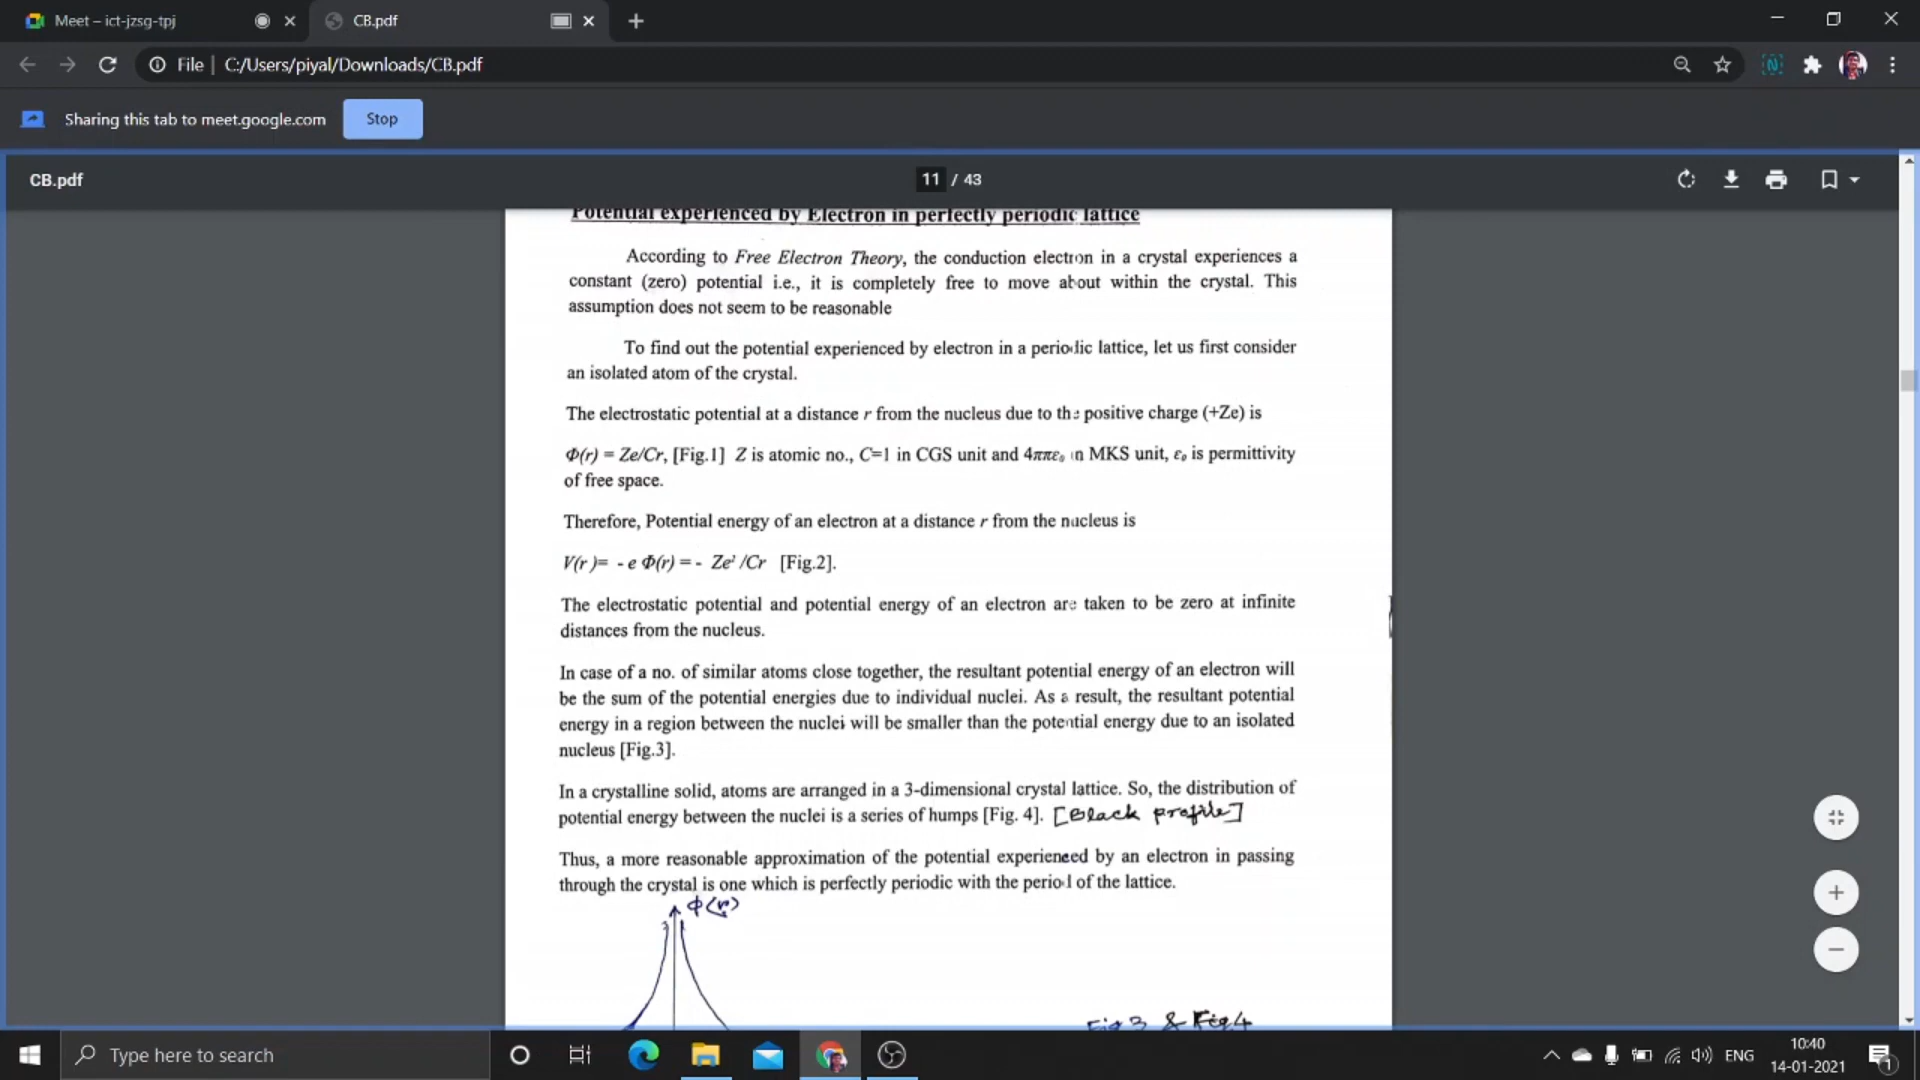 Meet – ict-jzsg-tpj
CB.pdf
File
C:/Users/piyal/Downloads/CB.pdf
Sharing this tab to meet.google.com
Stop
CB.pdf
11 / 43
Potential experienced by Electron in perfectly periodic lattice
According to Free Electron Theory, the conduction electron in a crystal experiences a
constant (zero) potential i.e., it is completely free to move about within the crystal. This
assumption does not seem to be reasonable
To find out the potential experienced by electron in a periodic lattice, let us first consider
an isolated atom of the crystal.
The electrostatic potential at a distance r from the nucleus due to the positive charge (+Ze) is
Φ(r) = Ze/Cr, [Fig.1] Z is atomic no., C=1 in CGS unit and 4ππε₀ in MKS unit, ε₀ is permittivity
of free space.
Therefore, Potential energy of an electron at a distance r from the nucleus is
V(r )= - e Φ(r) = - Ze² /Cr [Fig.2].
The electrostatic potential and potential energy of an electron are taken to be zero at infinite
distances from the nucleus.
In case of a no. of similar atoms close together, the resultant potential energy of an electron will
be the sum of the potential energies due to individual nuclei. As a result, the resultant potential
energy in a region between the nuclei will be smaller than the potential energy due to an isolated
nucleus [Fig.3].
In a crystalline solid, atoms are arranged in a 3-dimensional crystal lattice. So, the distribution of
potential energy between the nuclei is a series of humps [Fig. 4]. [Black profile]
Thus, a more reasonable approximation of the potential experienced by an electron in passing
through the crystal is one which is perfectly periodic with the period of the lattice.
Φ(r)
Fig 3 & Fig 4
Type here to search
ENG
10:40
14-01-2021
1